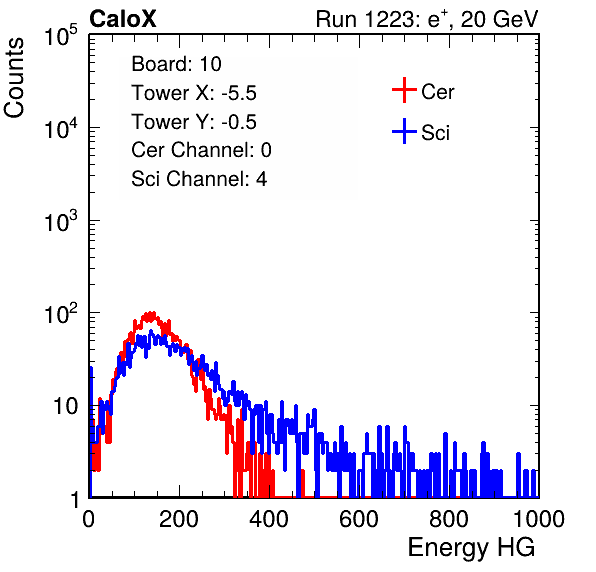 CaloX Run 1223: e⁺, 20 GeV
Counts
Board: 10
Tower X: -5.5
Tower Y: -0.5
Cer Channel: 0
Sci Channel: 4
Cer
Sci
10⁵
10⁴
10³
10²
10
1
0 200 400 600 800 1000
Energy HG